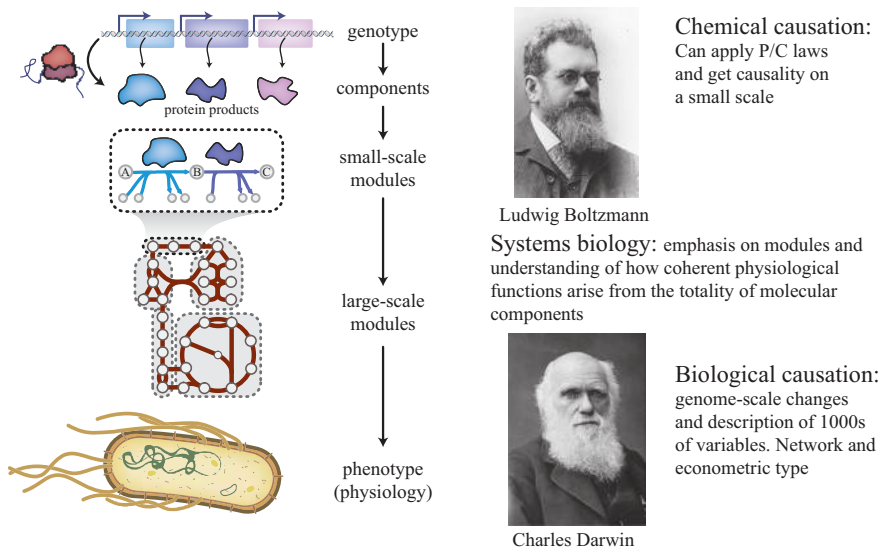 genotype
components
protein products
small-scale
modules
A
B
C
large-scale
modules
phenotype
(physiology)
Chemical causation:
Can apply P/C laws
and get causality on
a small scale
Ludwig Boltzmann
Systems biology: emphasis on modules and
understanding of how coherent physiological
functions arise from the totality of molecular
components
Biological causation:
genome-scale changes
and description of 1000s
of variables. Network and
econometric type
Charles Darwin